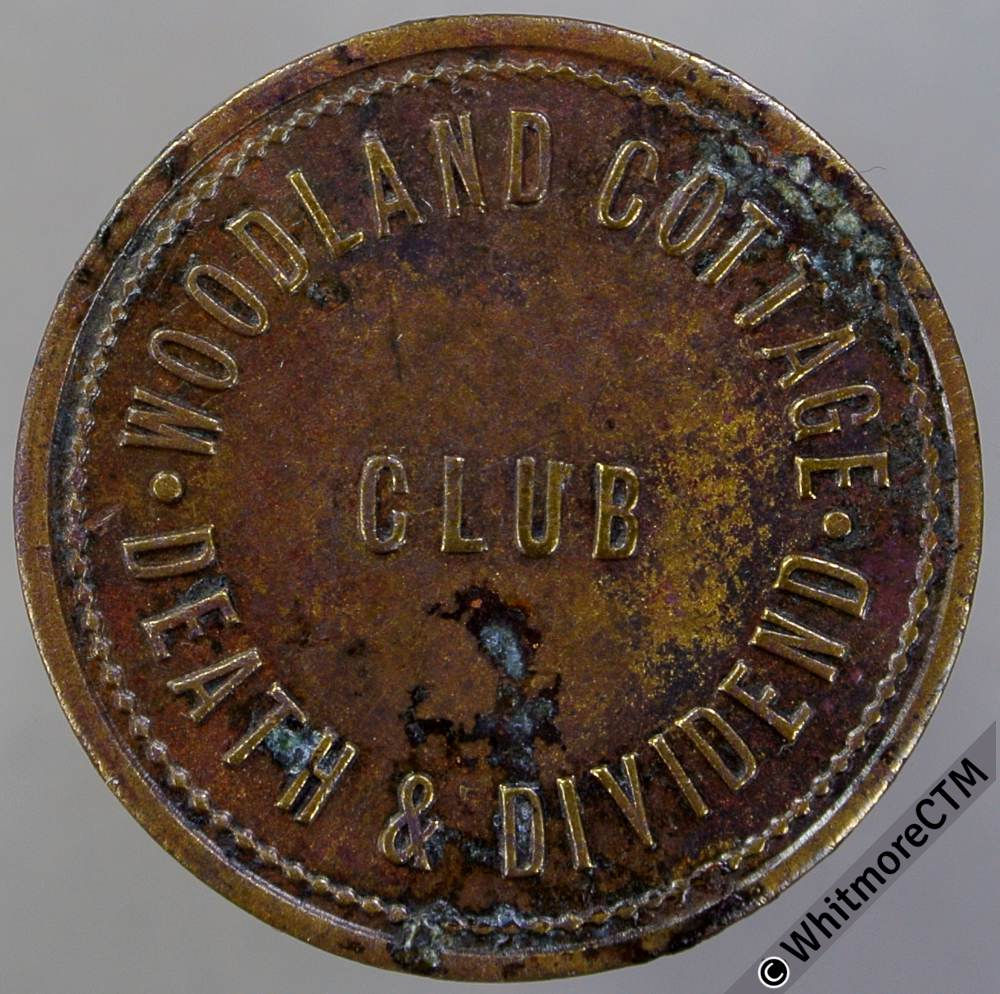 WOODLAND COTTAGE
CLUB
· DEATH & DIVIDEND ·
© WhitmoreCTM